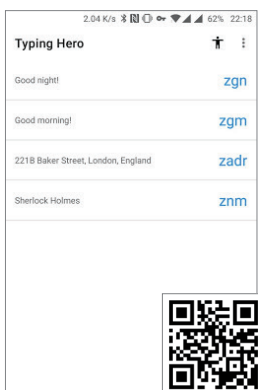 2.04 K/s 62% 22:18
Typing Hero
Good night! zgn
Good morning! zgm
221B Baker Street, London, England zadr
Sherlock Holmes znm